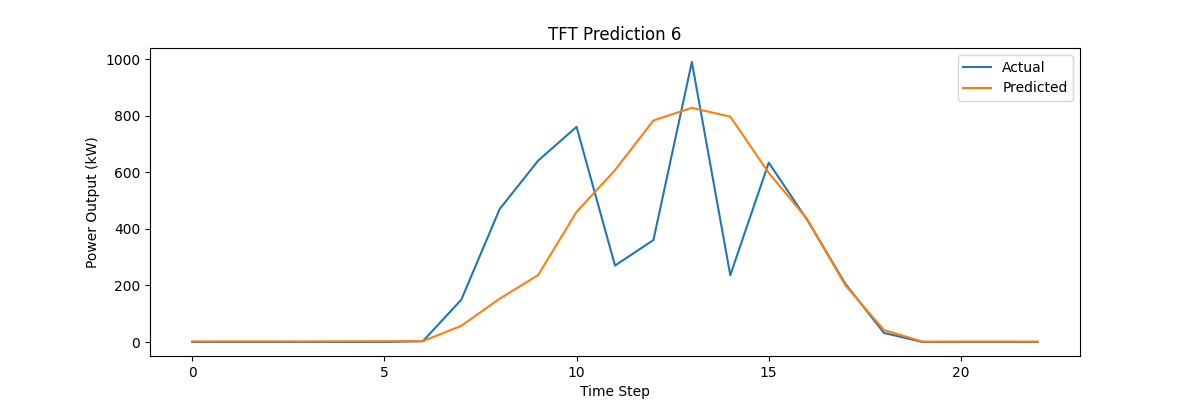 TFT Prediction 6
Power Output (kW)
1000
800
600
400
200
0
Actual
Predicted
0 5 10 15 20
Time Step